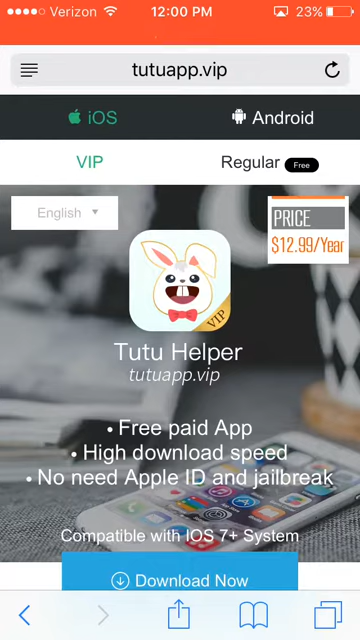 Verizon 12:00 PM 23%
tutuapp.vip
iOS Android
VIP Regular Free
English
PRICE
$12.99/Year
VIP
Tutu Helper
tutuapp.vip
• Free paid App
• High download speed
• No need Apple ID and jailbreak
Compatible with IOS 7+ System
Download Now